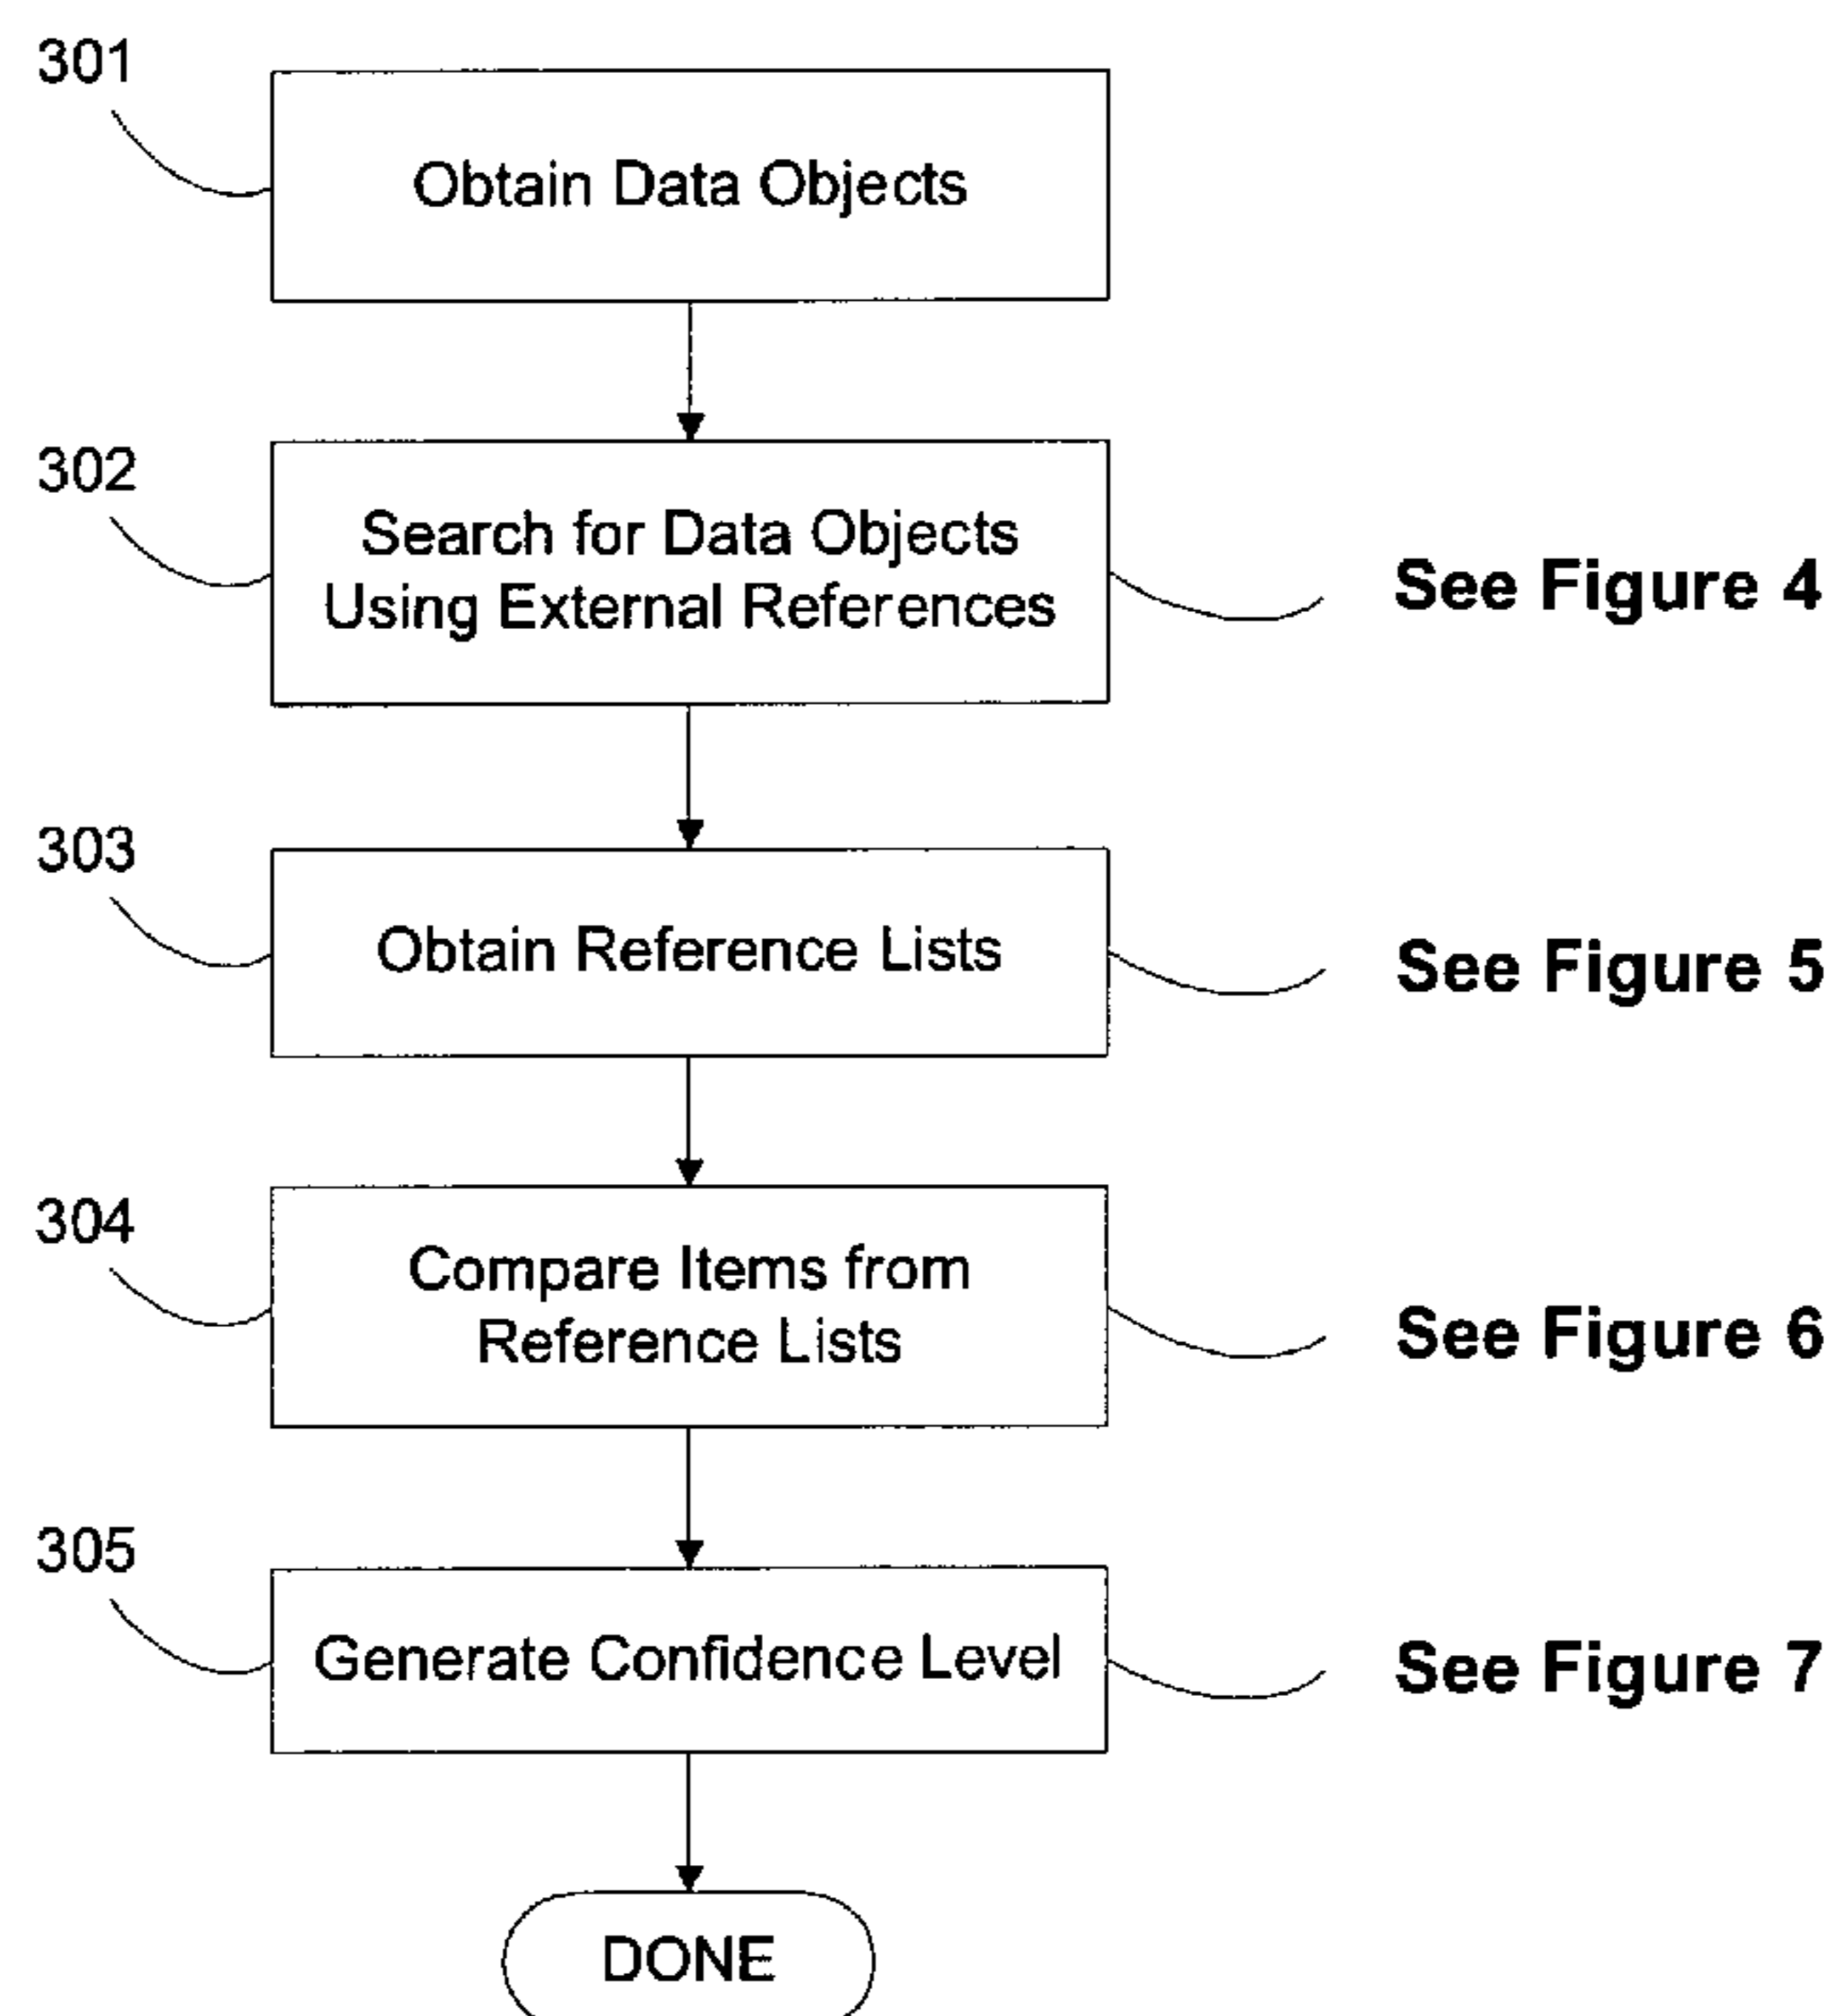 301
Obtain Data Objects
302
Search for Data Objects
Using External References
See Figure 4
303
Obtain Reference Lists
See Figure 5
304
Compare Items from
Reference Lists
See Figure 6
305
Generate Confidence Level
See Figure 7
DONE